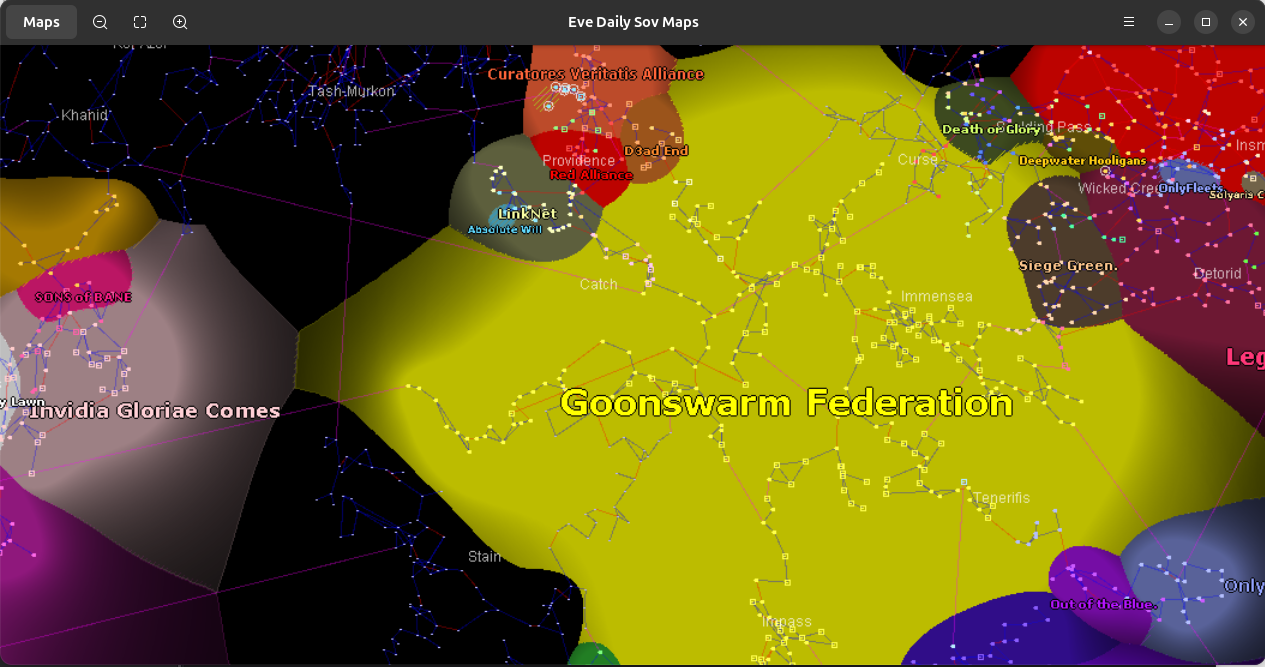 Maps
Eve Daily Sov Maps
Kor-Azor
Curatores Veritatis Alliance
Tash-Murkon
Khanid
Death or Glory
Scalding Pass
Insm
D3ad End
Providence
Curse
Deepwater Hooligans
Red Alliance
Wicked Cree
OnlyFleets.
Solyaris C
LinkNet
Absolute Will
Siege Green.
Detorid
Catch
SONS of BANE
Immensea
Leg
y Lawn
Invidia Gloriae Comes
Goonswarm Federation
Tenerifis
Stain
Only
Out of the Blue.
Impass